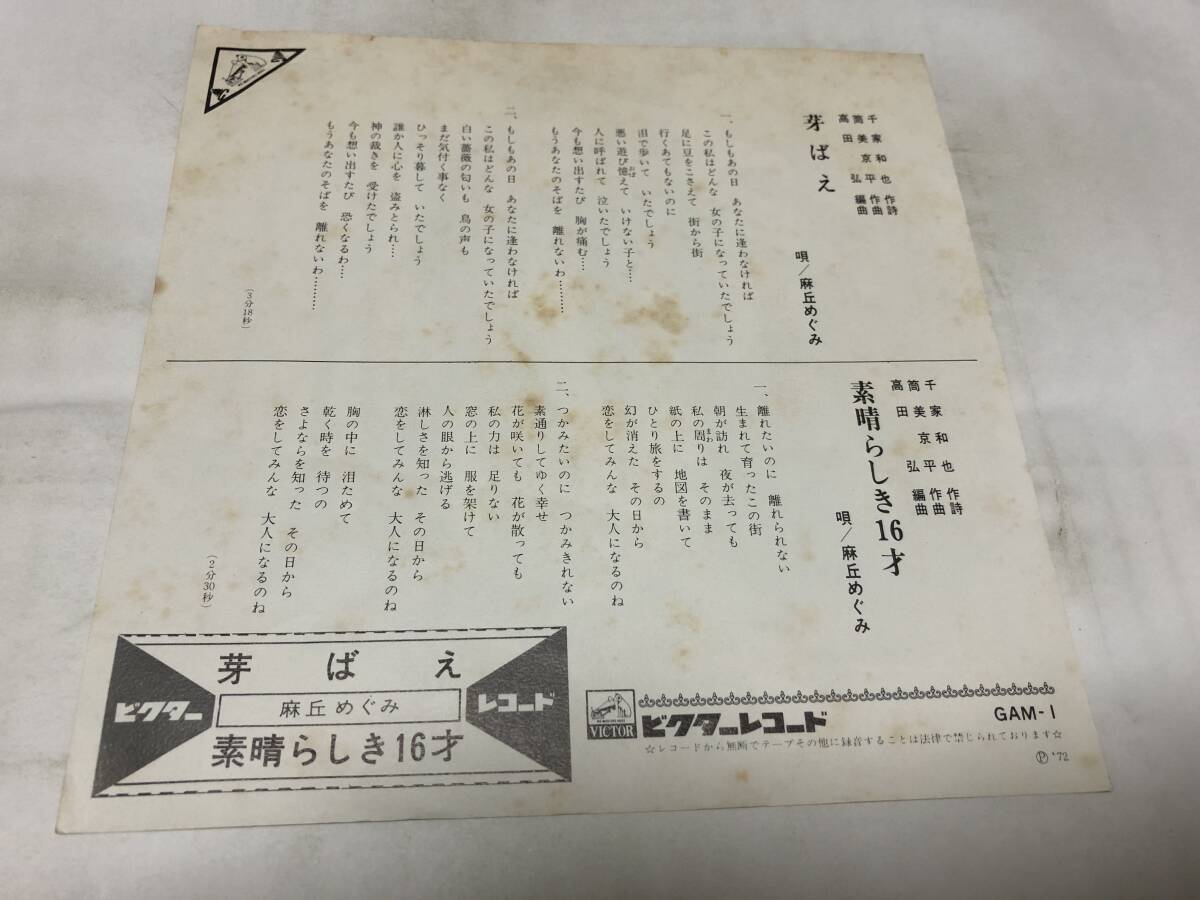 芽ばえ
千家和也 作詩
筒美京平 作曲
高田弘 編曲
唄/麻丘めぐみ
一、もしもあの日 あなたに逢わなければ
この私はどんな 女の子になっていたでしょう
足に豆をこさえて 街から街
行くあてもないのに
泪で歩いて いたでしょう
悪い遊び憶えて いけない子と…
おぼ
人に呼ばれて 泣いたでしょう
今も想い出すたび 胸が痛む…
もうあなたのそばを 離れないわ………
二、もしもあの日 あなたに逢わなければ
この私はどんな 女の子になっていたでしょう
白い薔薇の匂いも 鳥の声も
まだ気付く事なく
ひっそり暮して いたでしょう
誰か人に心を 盗みとられ…
神の裁きを 受けたでしょう
今も想い出すたび 恐くなるわ…
もうあなたのそばを 離れないわ………
(3分18秒)
素晴らしき16才
千家和也 作詩
筒美京平 作曲
高田弘 編曲
唄/麻丘めぐみ
一、離れたいのに 離れられない
生まれて育ったこの街
朝が訪れ 夜が去っても
私の周りは そのまま
まわ
紙の上に 地図を書いて
ひとり旅をするの
幻が消えた その日から
恋をしてみんな 大人になるのね
二、つかみたいのに つかみきれない
素通りしてゆく幸せ
花が咲いても 花が散っても
私の力は 足りない
窓の上に 服を架けて
人の眼から逃げる
淋しさを知った その日から
恋をしてみんな 大人になるのね
胸の中に 泪ためて
乾く時を 待つの
さよならを知った その日から
恋をしてみんな 大人になるのね
(2分30秒)
芽ばえ
ビクター 麻丘めぐみ レコード
素晴らしき16才
VICTOR ビクターレコード GAM-1
☆レコードから無断でテープその他に録音することは法律で禁じられております☆
Ⓟ '72